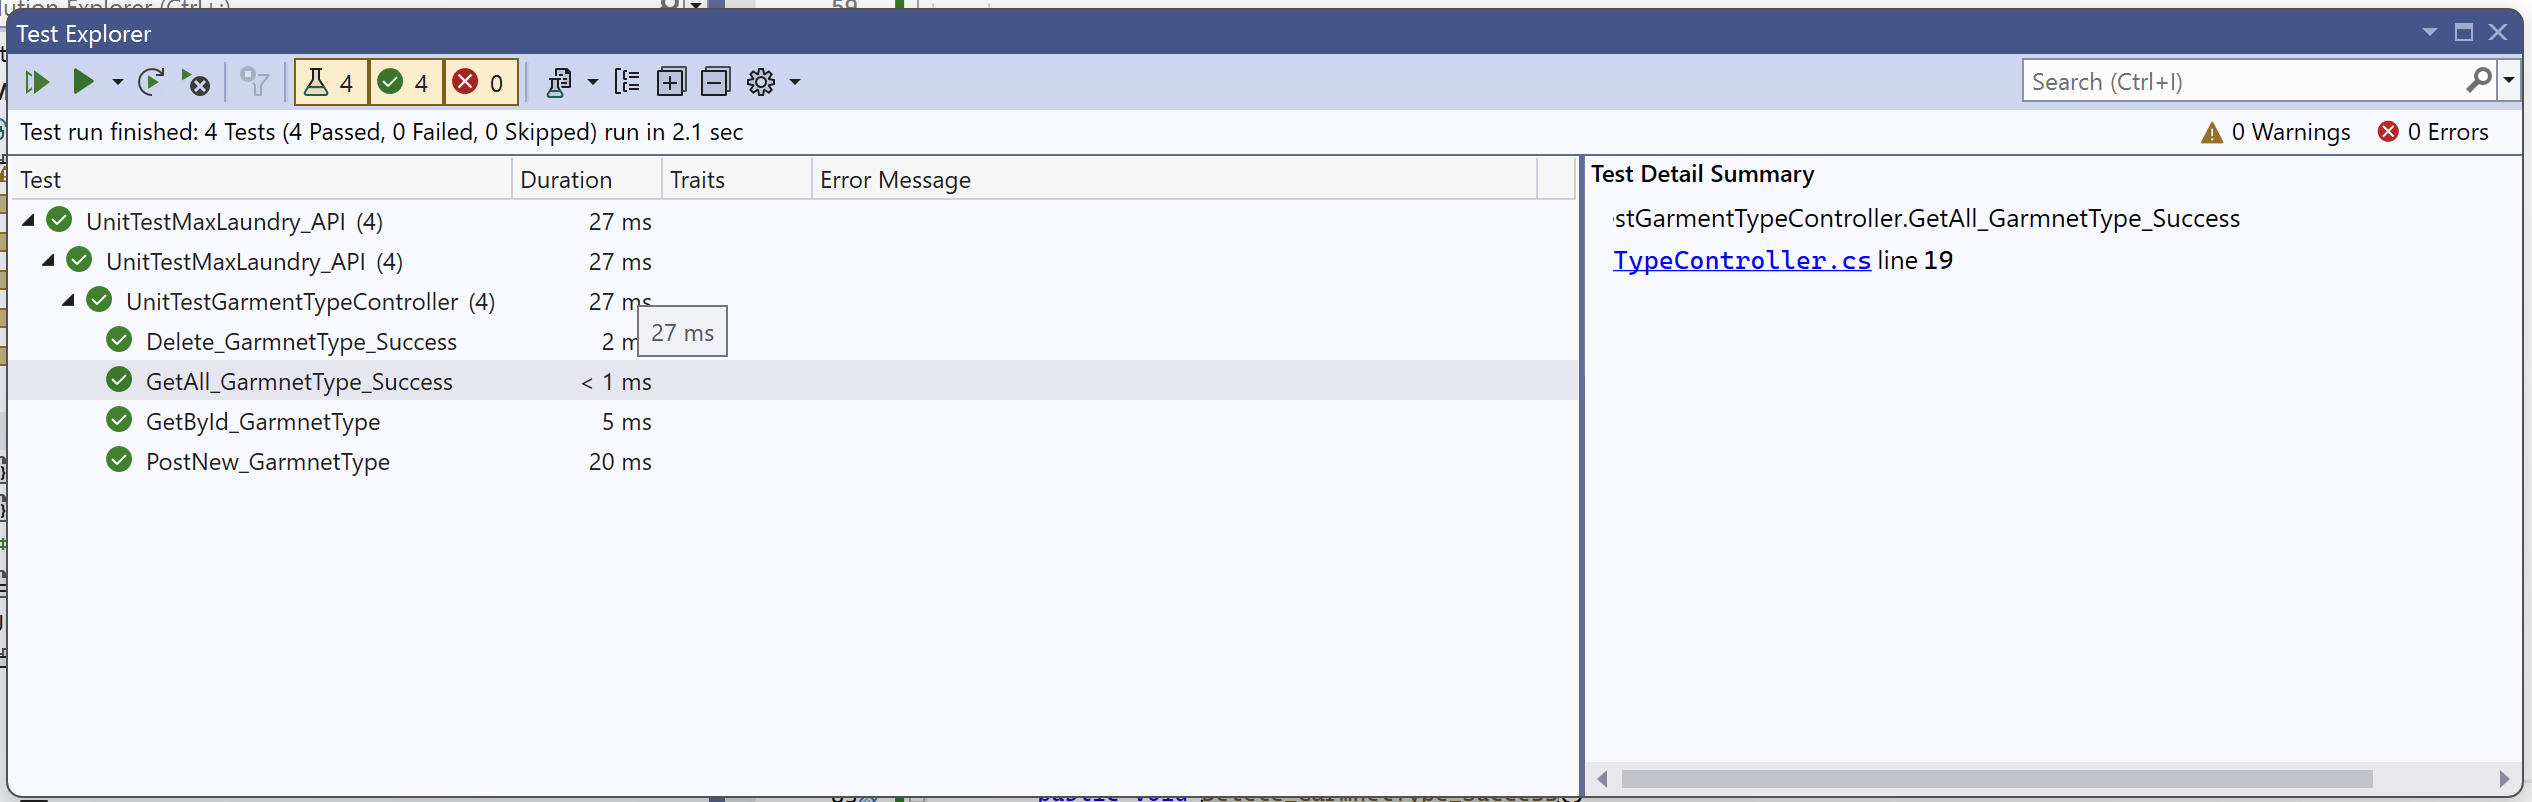 Test Explorer
4 4 0
Search (Ctrl+I)
Test run finished: 4 Tests (4 Passed, 0 Failed, 0 Skipped) run in 2.1 sec
0 Warnings 0 Errors
Test Duration Traits Error Message
UnitTestMaxLaundry_API (4) 27 ms
UnitTestMaxLaundry_API (4) 27 ms
UnitTestGarmentTypeController (4) 27 ms
27 ms
Delete_GarmnetType_Success 2
GetAll_GarmnetType_Success < 1 ms
GetById_GarmnetType 5 ms
PostNew_GarmnetType 20 ms
Test Detail Summary
stGarmentTypeController.GetAll_GarmnetType_Success
TypeController.cs line 19